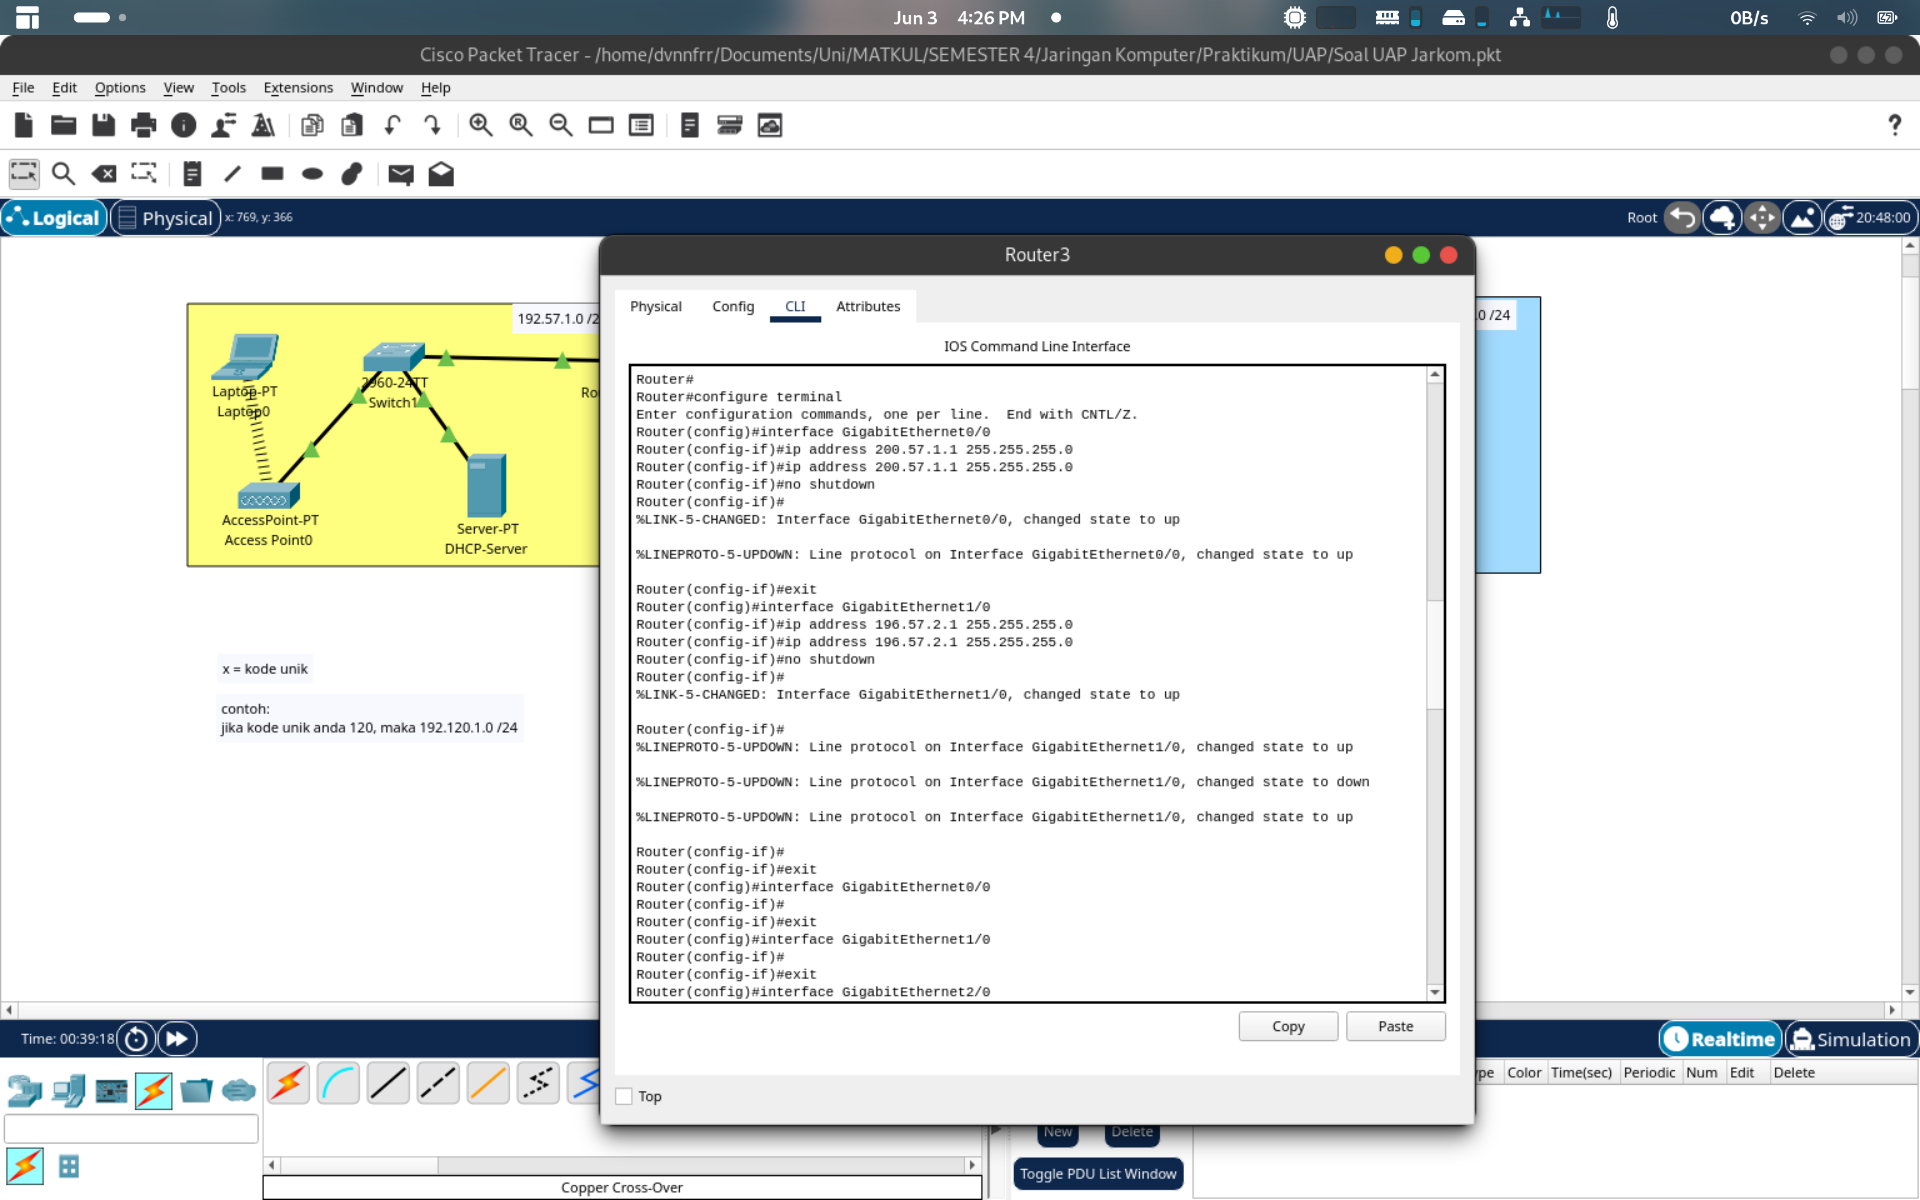 Jun 3 4:26 PM
0B/s
Cisco Packet Tracer - /home/dvnnfrr/Documents/Uni/MATKUL/SEMESTER 4/Jaringan Komputer/Praktikum/UAP/Soal UAP Jarkom.pkt
File Edit Options View Tools Extensions Window Help
?
Logical Physical x: 769, y: 366
Root 20:48:00
192.57.1.0 /2
Laptop-PT
Laptop0
2960-24TT
Switch1
Ro
AccessPoint-PT
Access Point0
Server-PT
DHCP-Server
.0 /24
x = kode unik
contoh:
jika kode unik anda 120, maka 192.120.1.0 /24
Router3
Physical Config CLI Attributes
IOS Command Line Interface
Router#
Router#configure terminal
Enter configuration commands, one per line.  End with CNTL/Z.
Router(config)#interface GigabitEthernet0/0
Router(config-if)#ip address 200.57.1.1 255.255.255.0
Router(config-if)#ip address 200.57.1.1 255.255.255.0
Router(config-if)#no shutdown
Router(config-if)#
%LINK-5-CHANGED: Interface GigabitEthernet0/0, changed state to up
%LINEPROTO-5-UPDOWN: Line protocol on Interface GigabitEthernet0/0, changed state to up
Router(config-if)#exit
Router(config)#interface GigabitEthernet1/0
Router(config-if)#ip address 196.57.2.1 255.255.255.0
Router(config-if)#ip address 196.57.2.1 255.255.255.0
Router(config-if)#no shutdown
Router(config-if)#
%LINK-5-CHANGED: Interface GigabitEthernet1/0, changed state to up
Router(config-if)#
%LINEPROTO-5-UPDOWN: Line protocol on Interface GigabitEthernet1/0, changed state to up
%LINEPROTO-5-UPDOWN: Line protocol on Interface GigabitEthernet1/0, changed state to down
%LINEPROTO-5-UPDOWN: Line protocol on Interface GigabitEthernet1/0, changed state to up
Router(config-if)#
Router(config-if)#exit
Router(config)#interface GigabitEthernet0/0
Router(config-if)#
Router(config-if)#exit
Router(config)#interface GigabitEthernet1/0
Router(config-if)#
Router(config-if)#exit
Router(config)#interface GigabitEthernet2/0
Copy Paste
Top
Time: 00:39:18
Realtime Simulation
ype Color Time(sec) Periodic Num Edit Delete
New Delete
Toggle PDU List Window
Copper Cross-Over